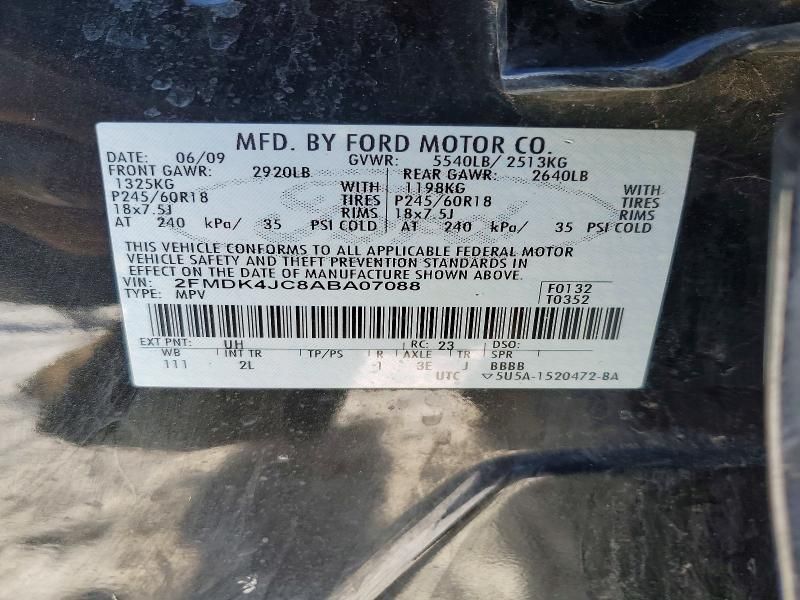 MFD. BY FORD MOTOR CO.
DATE: 06/09 GVWR: 5540LB/ 2513KG
FRONT GAWR: 2920LB REAR GAWR: 2640LB
1325KG WITH 1198KG WITH
P245/60R18 TIRES P245/60R18 TIRES
18x7.5J RIMS 18x7.5J RIMS
AT 240 kPa/ 35 PSI COLD AT 240 kPa/ 35 PSI COLD
THIS VEHICLE CONFORMS TO ALL APPLICABLE FEDERAL MOTOR
VEHICLE SAFETY AND THEFT PREVENTION STANDARDS IN
EFFECT ON THE DATE OF MANUFACTURE SHOWN ABOVE.
VIN: 2FMDK4JC8ABA07088 F0132
TYPE: MPV T0352
EXT PNT: UH RC: 23 DSO:
WB INT TR TP/PS R AXLE TR SPR
111 2L -1 3E J BBBB
UTC ▽5U5A-1520472-BA